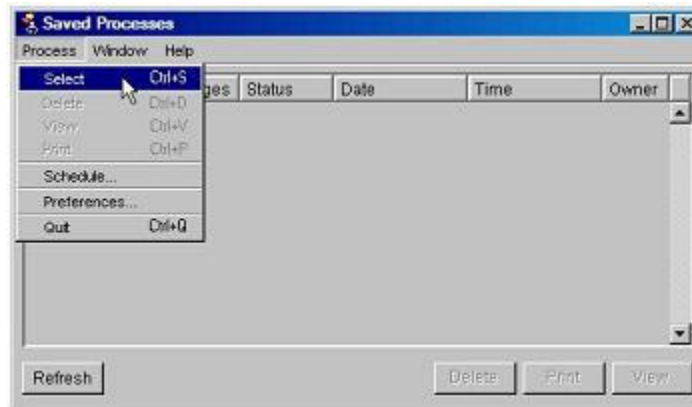 Saved Processes
Process Window Help
Select Ctrl+S
ges Status Date Time Owner
Delete Ctrl+D
View Ctrl+V
Print Ctrl+P
Schedule...
Preferences...
Quit Ctrl+Q
Refresh Delete Print View